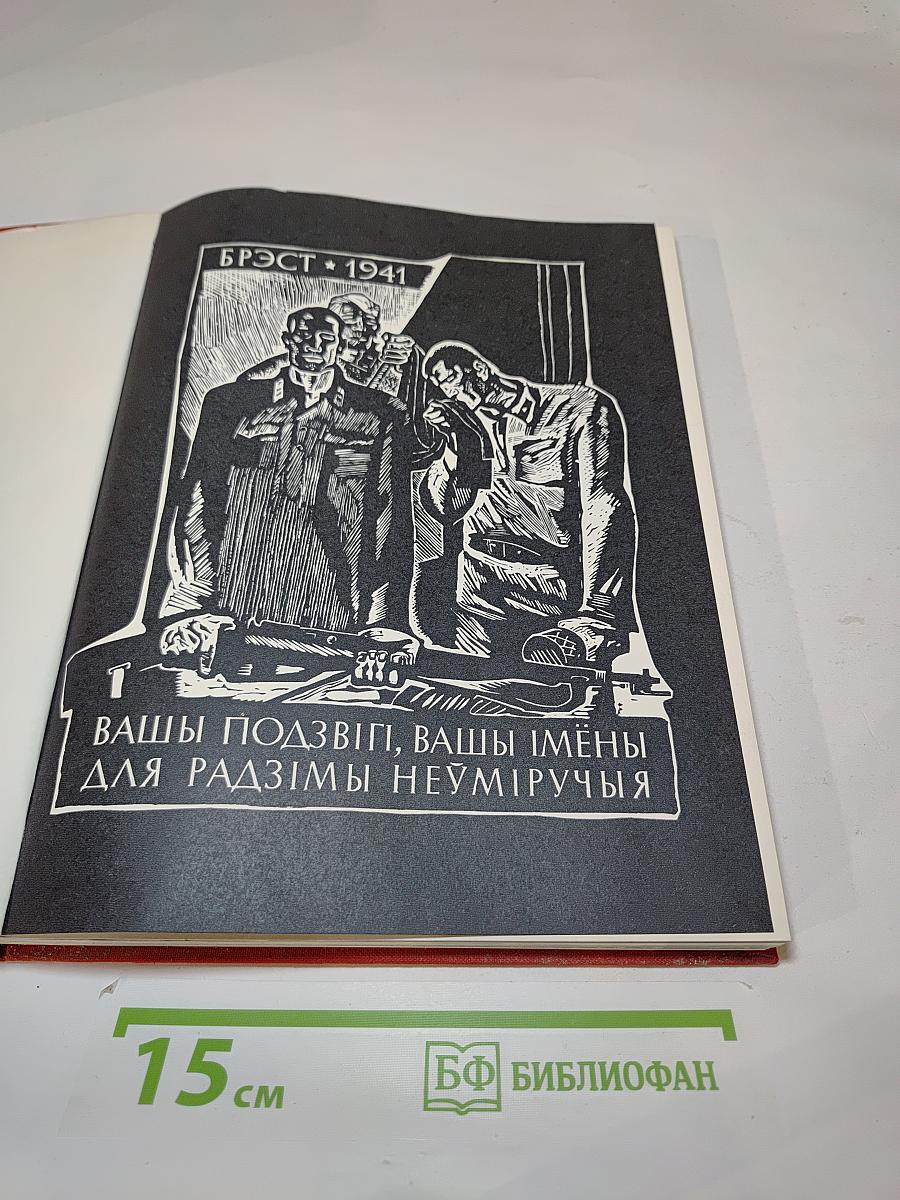 БРЭСТ ★ 1941
ВАШЫ ПОДЗВІГІ, ВАШЫ ІМЁНЫ
ДЛЯ РАДЗІМЫ НЕЎМІРУЧЫЯ
15 см
БФ БИБЛИОФАН